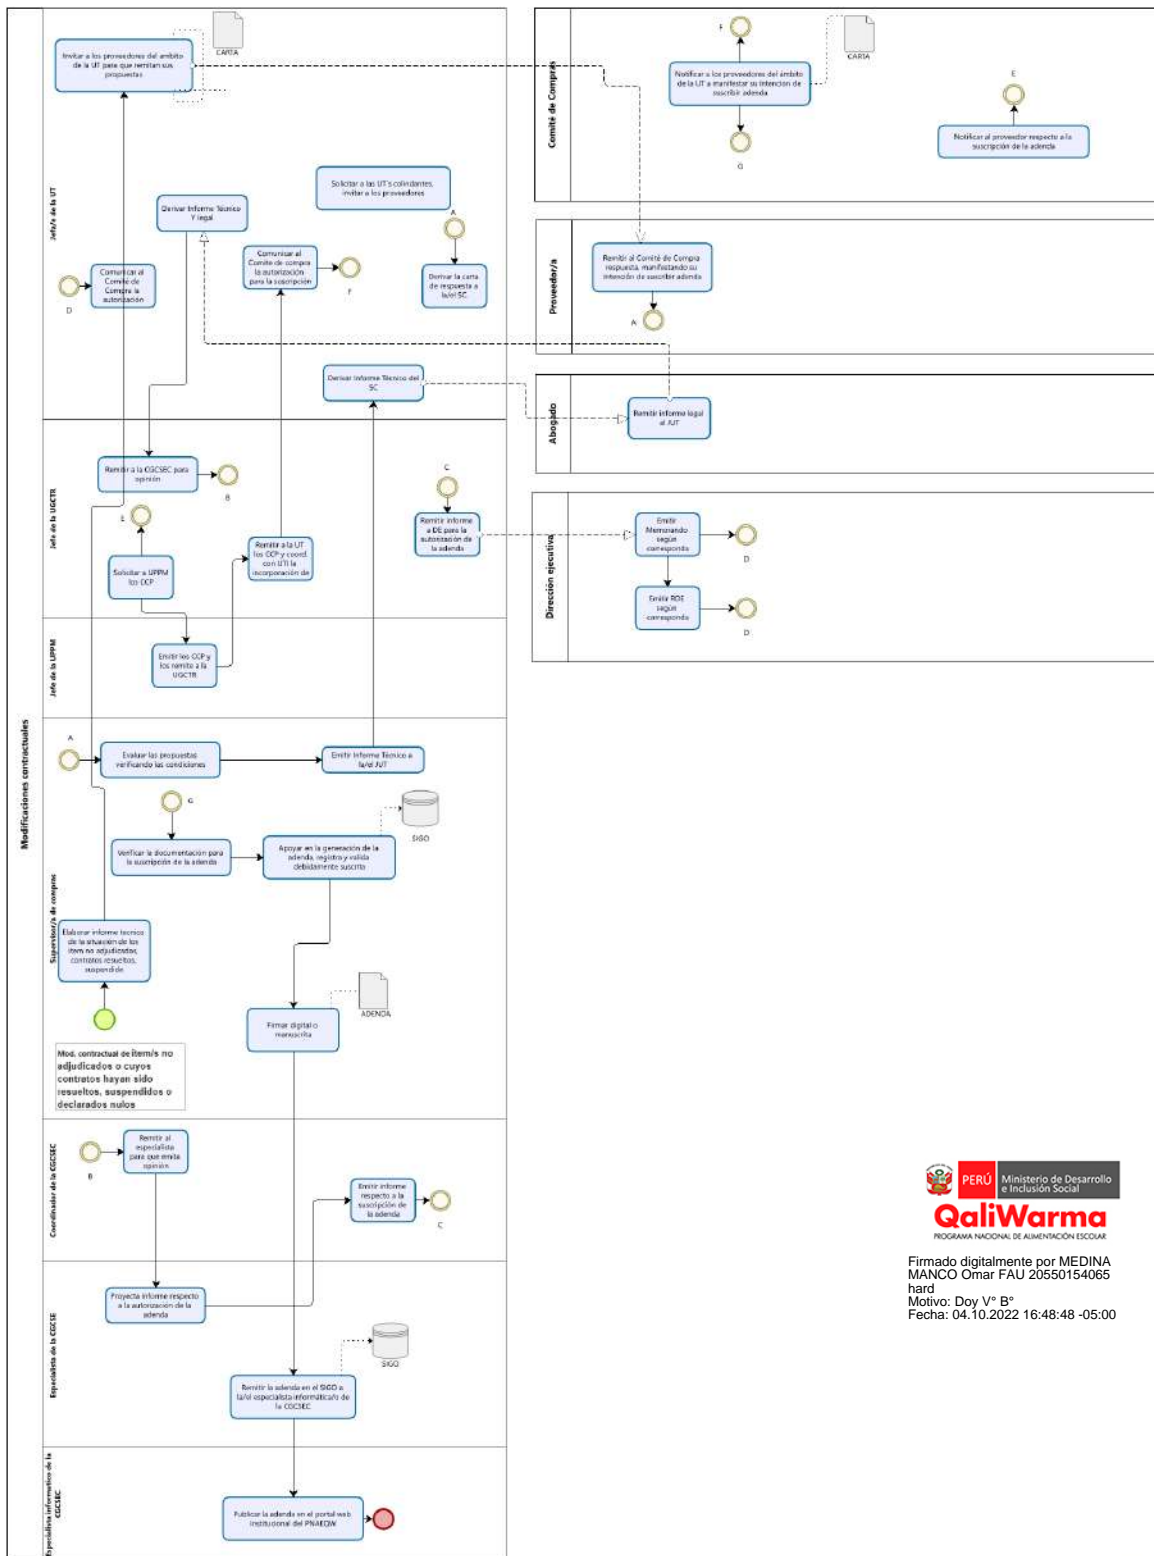 Modificaciones contractuales
Jefa/e de la UT
Invitar a los proveedores del ámbito
de la UT para que remitan sus
propuestas
CARTA
Solicitar a las UT's colindantes,
invitar a los proveedores
Derivar Informe Técnico
Y legal
A
Comunicar al
Comité de compra
la autorización
para la suscripción
F
Derivar la carta
de respuesta a
la/el SC
Comunicar al
Comité de
Compra la
autorización
D
Derivar Informe Técnico del
SC
Jefe de la UGCTR
Remitir a la CGCSEC para
opinión
B
C
E
Remitir informe
a DE para la
autorización de
la adenda
Remitir a la UT
los CCP y coord.
con UTI la
incorporación de
Solicitar a UPPM
los CCP
Jefe de la UPPM
Emitir los CCP y
los remite a la
UGCTR
Supervisor/a de compras
A
Evaluar las propuestas
verificando las condiciones
Emitir Informe Técnico a
la/el JUT
G
SIGO
Verificar la documentación para
la suscripción de la adenda
Apoyar en la generación de la
adenda, registro y valida
debidamente suscrita
Elaborar informe técnico
de la situación de los
item no adjudicados,
contratos resueltos,
suspendido
ADENDA
Firmar digital o
manuscrita
Mod. contractual de ítem/s no
adjudicados o cuyos
contratos hayan sido
resueltos, suspendidos o
declarados nulos
Coordinador de la CGCSEC
B
Remitir al
especialista
para que emita
opinión
Emitir informe
respecto a la
suscripción de
la adenda
C
Especialista de la CGCSE
Proyecta informe respecto
a la autorización de la
adenda
SIGO
Remitir la adenda en el SIGO a
la/el especialista informática/o de
la CGCSEC
Especialista informatico de la
CGCSEC
Publicar la adenda en el portal web
institucional del PNAEQW
Comité de Compras
F
CARTA
Notificar a los proveedores del ámbito
de la UT a manifestar su intención de
suscribir adenda
G
E
Notificar al proveedor respecto a la
suscripción de la adenda
Proveedor/a
Remitir al Comité de Compra
respuesta, manifestando su
intención de suscribir adenda
A
Abogado
Remitir informe legal
al JUT
Dirección ejecutiva
Emitir
Memorando
según
corresponda
D
Emitir RDE
según
corresponda
D
PERÚ
Ministerio de Desarrollo
e Inclusión Social
QaliWarma
PROGRAMA NACIONAL DE ALIMENTACIÓN ESCOLAR
Firmado digitalmente por MEDINA
MANCO Omar FAU 20550154065
hard
Motivo: Doy V° B°
Fecha: 04.10.2022 16:48:48 -05:00